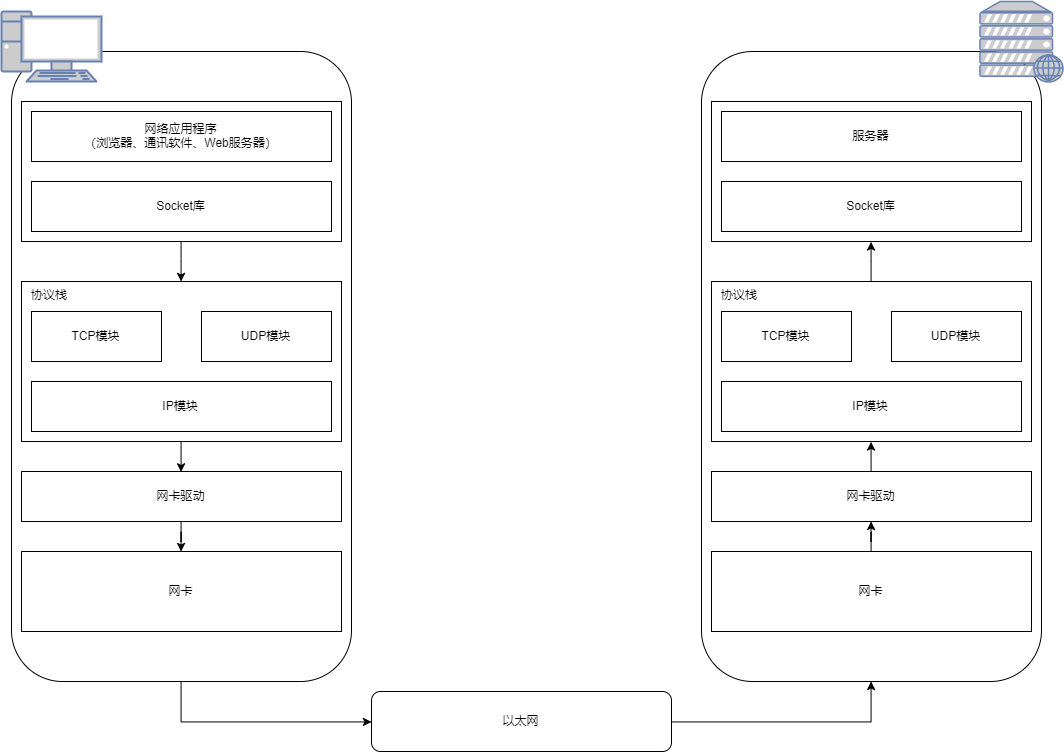 网络应用程序
（浏览器、通讯软件、Web服务器）
Socket库
协议栈
TCP模块
UDP模块
IP模块
网卡驱动
网卡
服务器
Socket库
协议栈
TCP模块
UDP模块
IP模块
网卡驱动
网卡
以太网